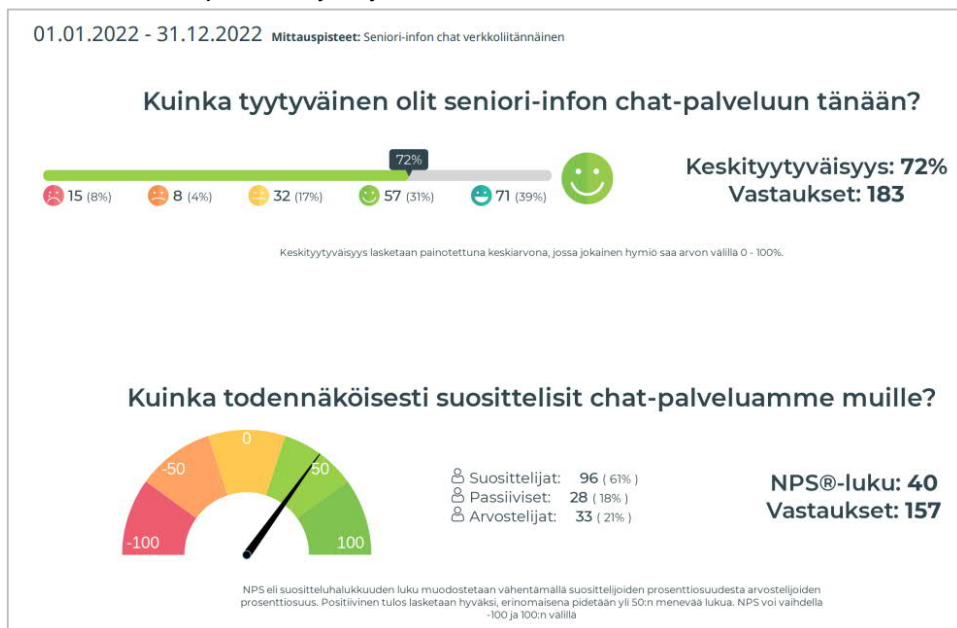 01.01.2022 - 31.12.2022 Mittauspisteet: Seniori-infon chat verkkoliitännäinen
Kuinka tyytyväinen olit seniori-infon chat-palveluun tänään?
72%
15 (8%) 8 (4%) 32 (17%) 57 (31%) 71 (39%)
Keskityytyväisyys: 72%
Vastaukset: 183
Keskityytyväisyys lasketaan painotettuna keskiarvona, jossa jokainen hymiö saa arvon välillä 0 - 100%.
Kuinka todennäköisesti suosittelisit chat-palveluamme muille?
-100
-50
0
50
100
Suosittelijat: 96 ( 61% )
Passiiviset: 28 ( 18% )
Arvostelijat: 33 ( 21% )
NPS®-luku: 40
Vastaukset: 157
NPS eli suositteluhalukkuuden luku muodostetaan vähentämällä suosittelijoiden prosenttiosuudesta arvostelijoiden
prosenttiosuus. Positiivinen tulos lasketaan hyväksi, erinomaisena pidetään yli 50:n menevää lukua. NPS voi vaihdella
-100 ja 100:n välillä